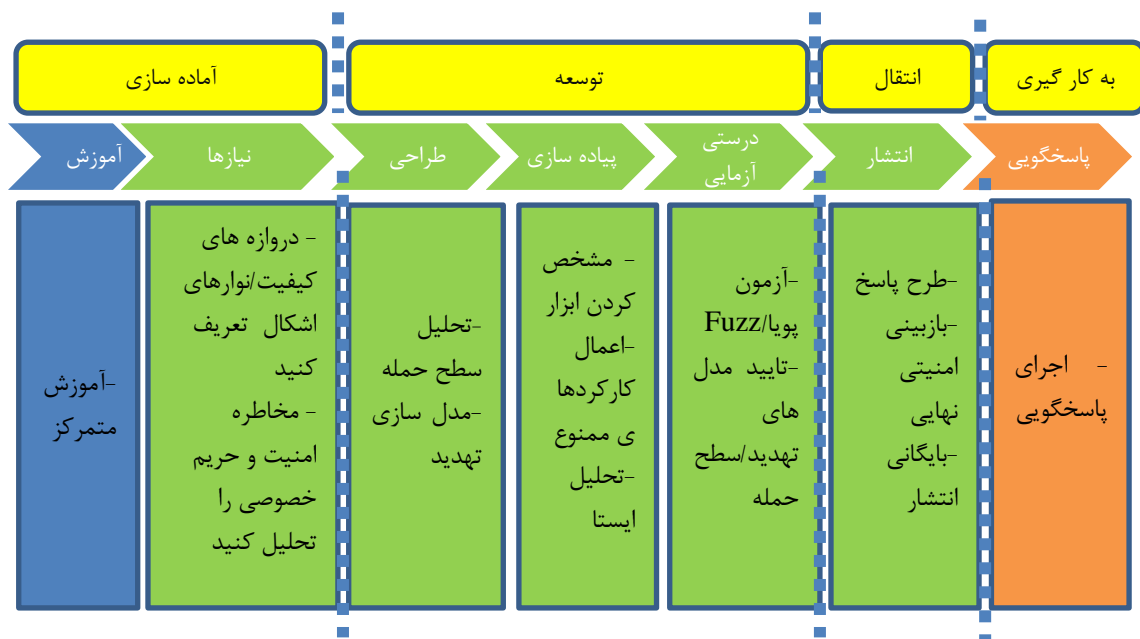 آماده سازی
توسعه
انتقال
به کار گیری
آموزش
نیازها
طراحی
پیاده سازی
درستی
آزمایی
انتشار
پاسخگویی
-آموزش
متمرکز
- دروازه های
کیفیت/نوارهای
اشکال تعریف
کنید
- مخاطره
امنیت و حریم
خصوصی را
تحلیل کنید
-تحلیل
سطح حمله
-مدل سازی
تهدید
- مشخص
کردن ابزار
-اعمال
کارکردها
ی ممنوع
-تحلیل
ایستا
-آزمون
پویا/Fuzz
-تایید مدل
های
تهدید/سطح
حمله
-طرح پاسخ
-بازبینی
امنیتی
نهایی
-بایگانی
انتشار
- اجرای
پاسخگویی